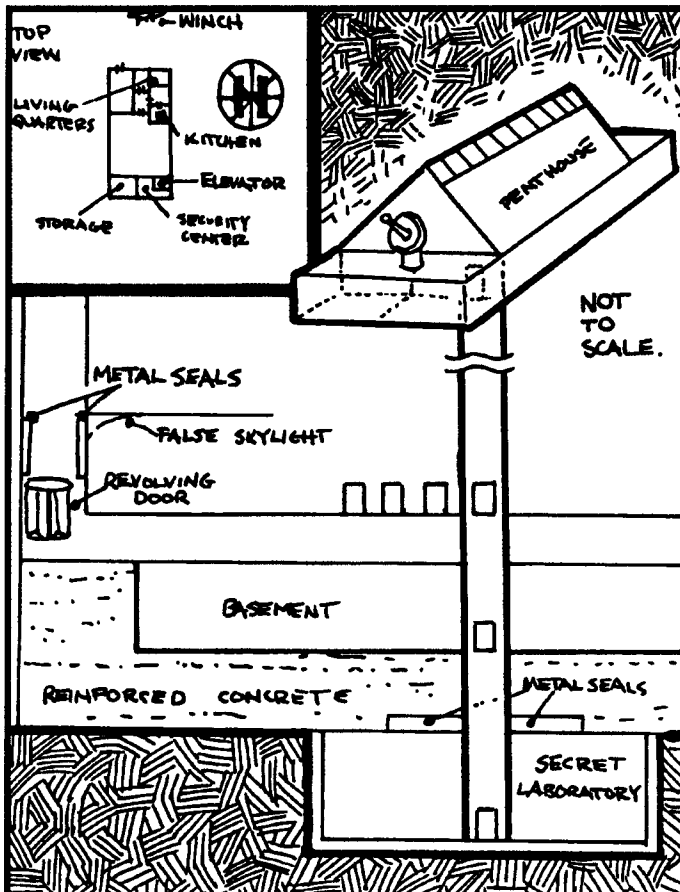 TOP
VIEW
WINCH
LIVING
QUARTERS
H
KITCHEN
ELEVATOR
STORAGE
SECURITY
CENTER
PENTHOUSE
NOT
TO
SCALE.
METAL SEALS
FALSE SKYLIGHT
REVOLVING
DOOR
BASEMENT
REINFORCED CONCRETE
METAL SEALS
SECRET
LABORATORY